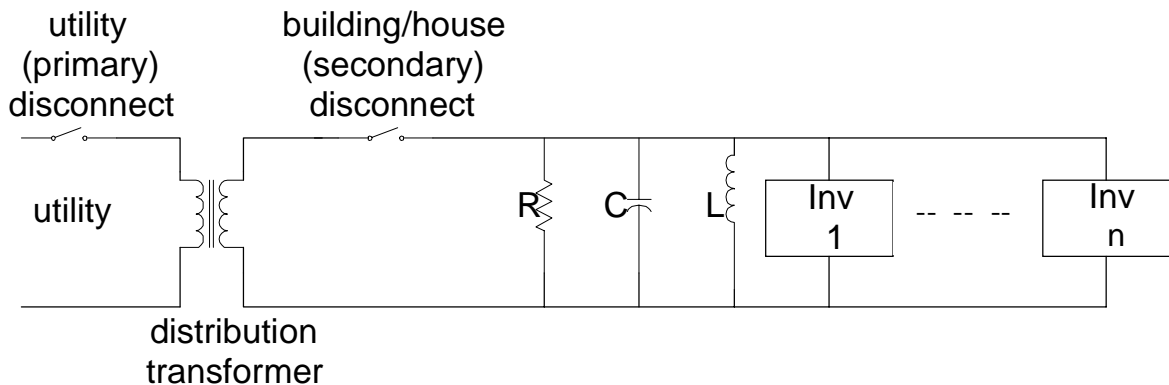 utility
(primary)
disconnect
building/house
(secondary)
disconnect
utility
R
C
L
Inv
1
-- -- --
Inv
n
distribution
transformer